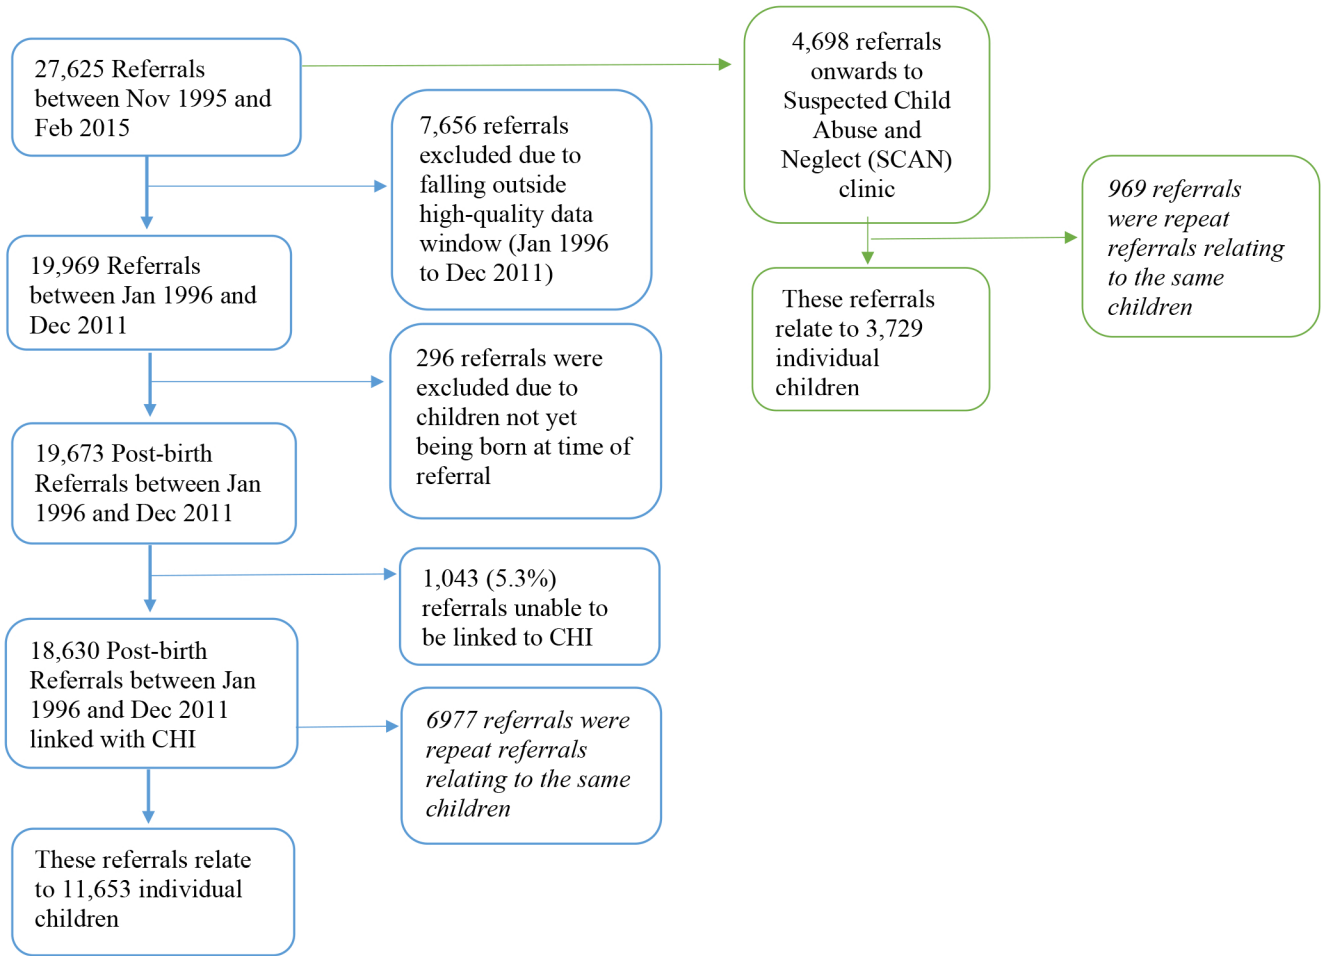 27,625 Referrals
between Nov 1995 and
Feb 2015
7,656 referrals
excluded due to
falling outside
high-quality data
window (Jan 1996
to Dec 2011)
19,969 Referrals
between Jan 1996 and
Dec 2011
296 referrals were
excluded due to
children not yet
being born at time of
referral
19,673 Post-birth
Referrals between Jan
1996 and Dec 2011
1,043 (5.3%)
referrals unable to
be linked to CHI
18,630 Post-birth
Referrals between Jan
1996 and Dec 2011
linked with CHI
6977 referrals were
repeat referrals
relating to the same
children
These referrals relate
to 11,653 individual
children
4,698 referrals
onwards to
Suspected Child
Abuse and
Neglect (SCAN)
clinic
969 referrals
were repeat
referrals relating
to the same
children
These referrals
relate to 3,729
individual
children